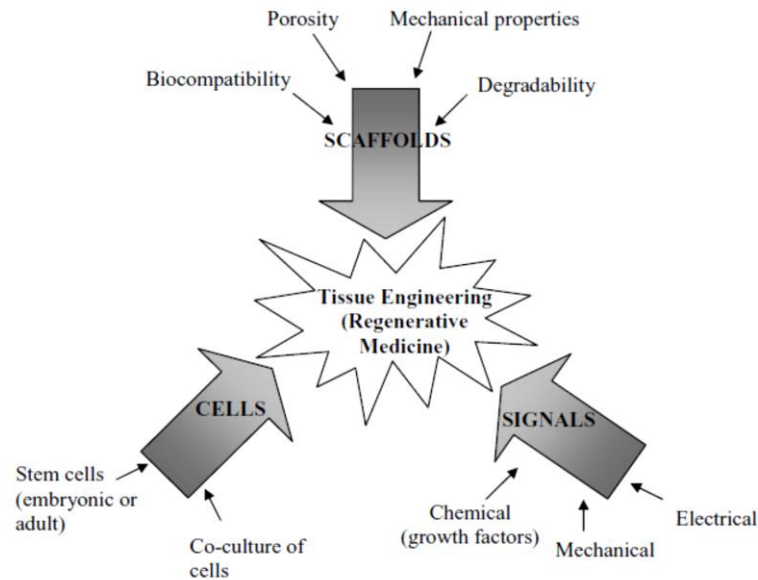 Porosity
Mechanical properties
Biocompatibility
Degradability
SCAFFOLDS
Tissue Engineering
(Regenerative
Medicine)
CELLS
SIGNALS
Stem cells
(embryonic or
adult)
Co-culture of
cells
Chemical
(growth factors)
Mechanical
Electrical